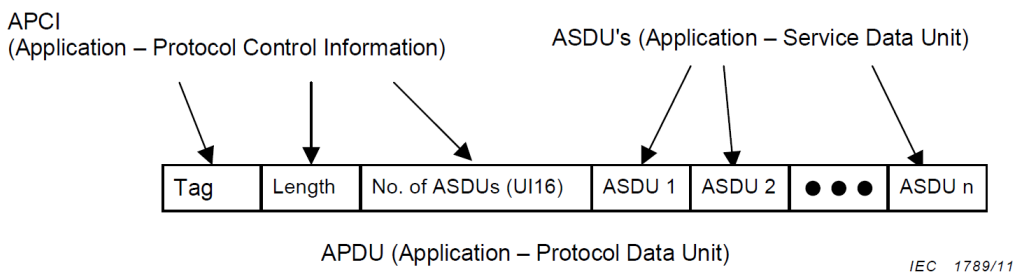 APCI
(Application – Protocol Control Information)
ASDU's (Application – Service Data Unit)
Tag Length No. of ASDUs (UI16) ASDU 1 ASDU 2 ● ● ● ASDU n
APDU (Application – Protocol Data Unit)
IEC 1789/11